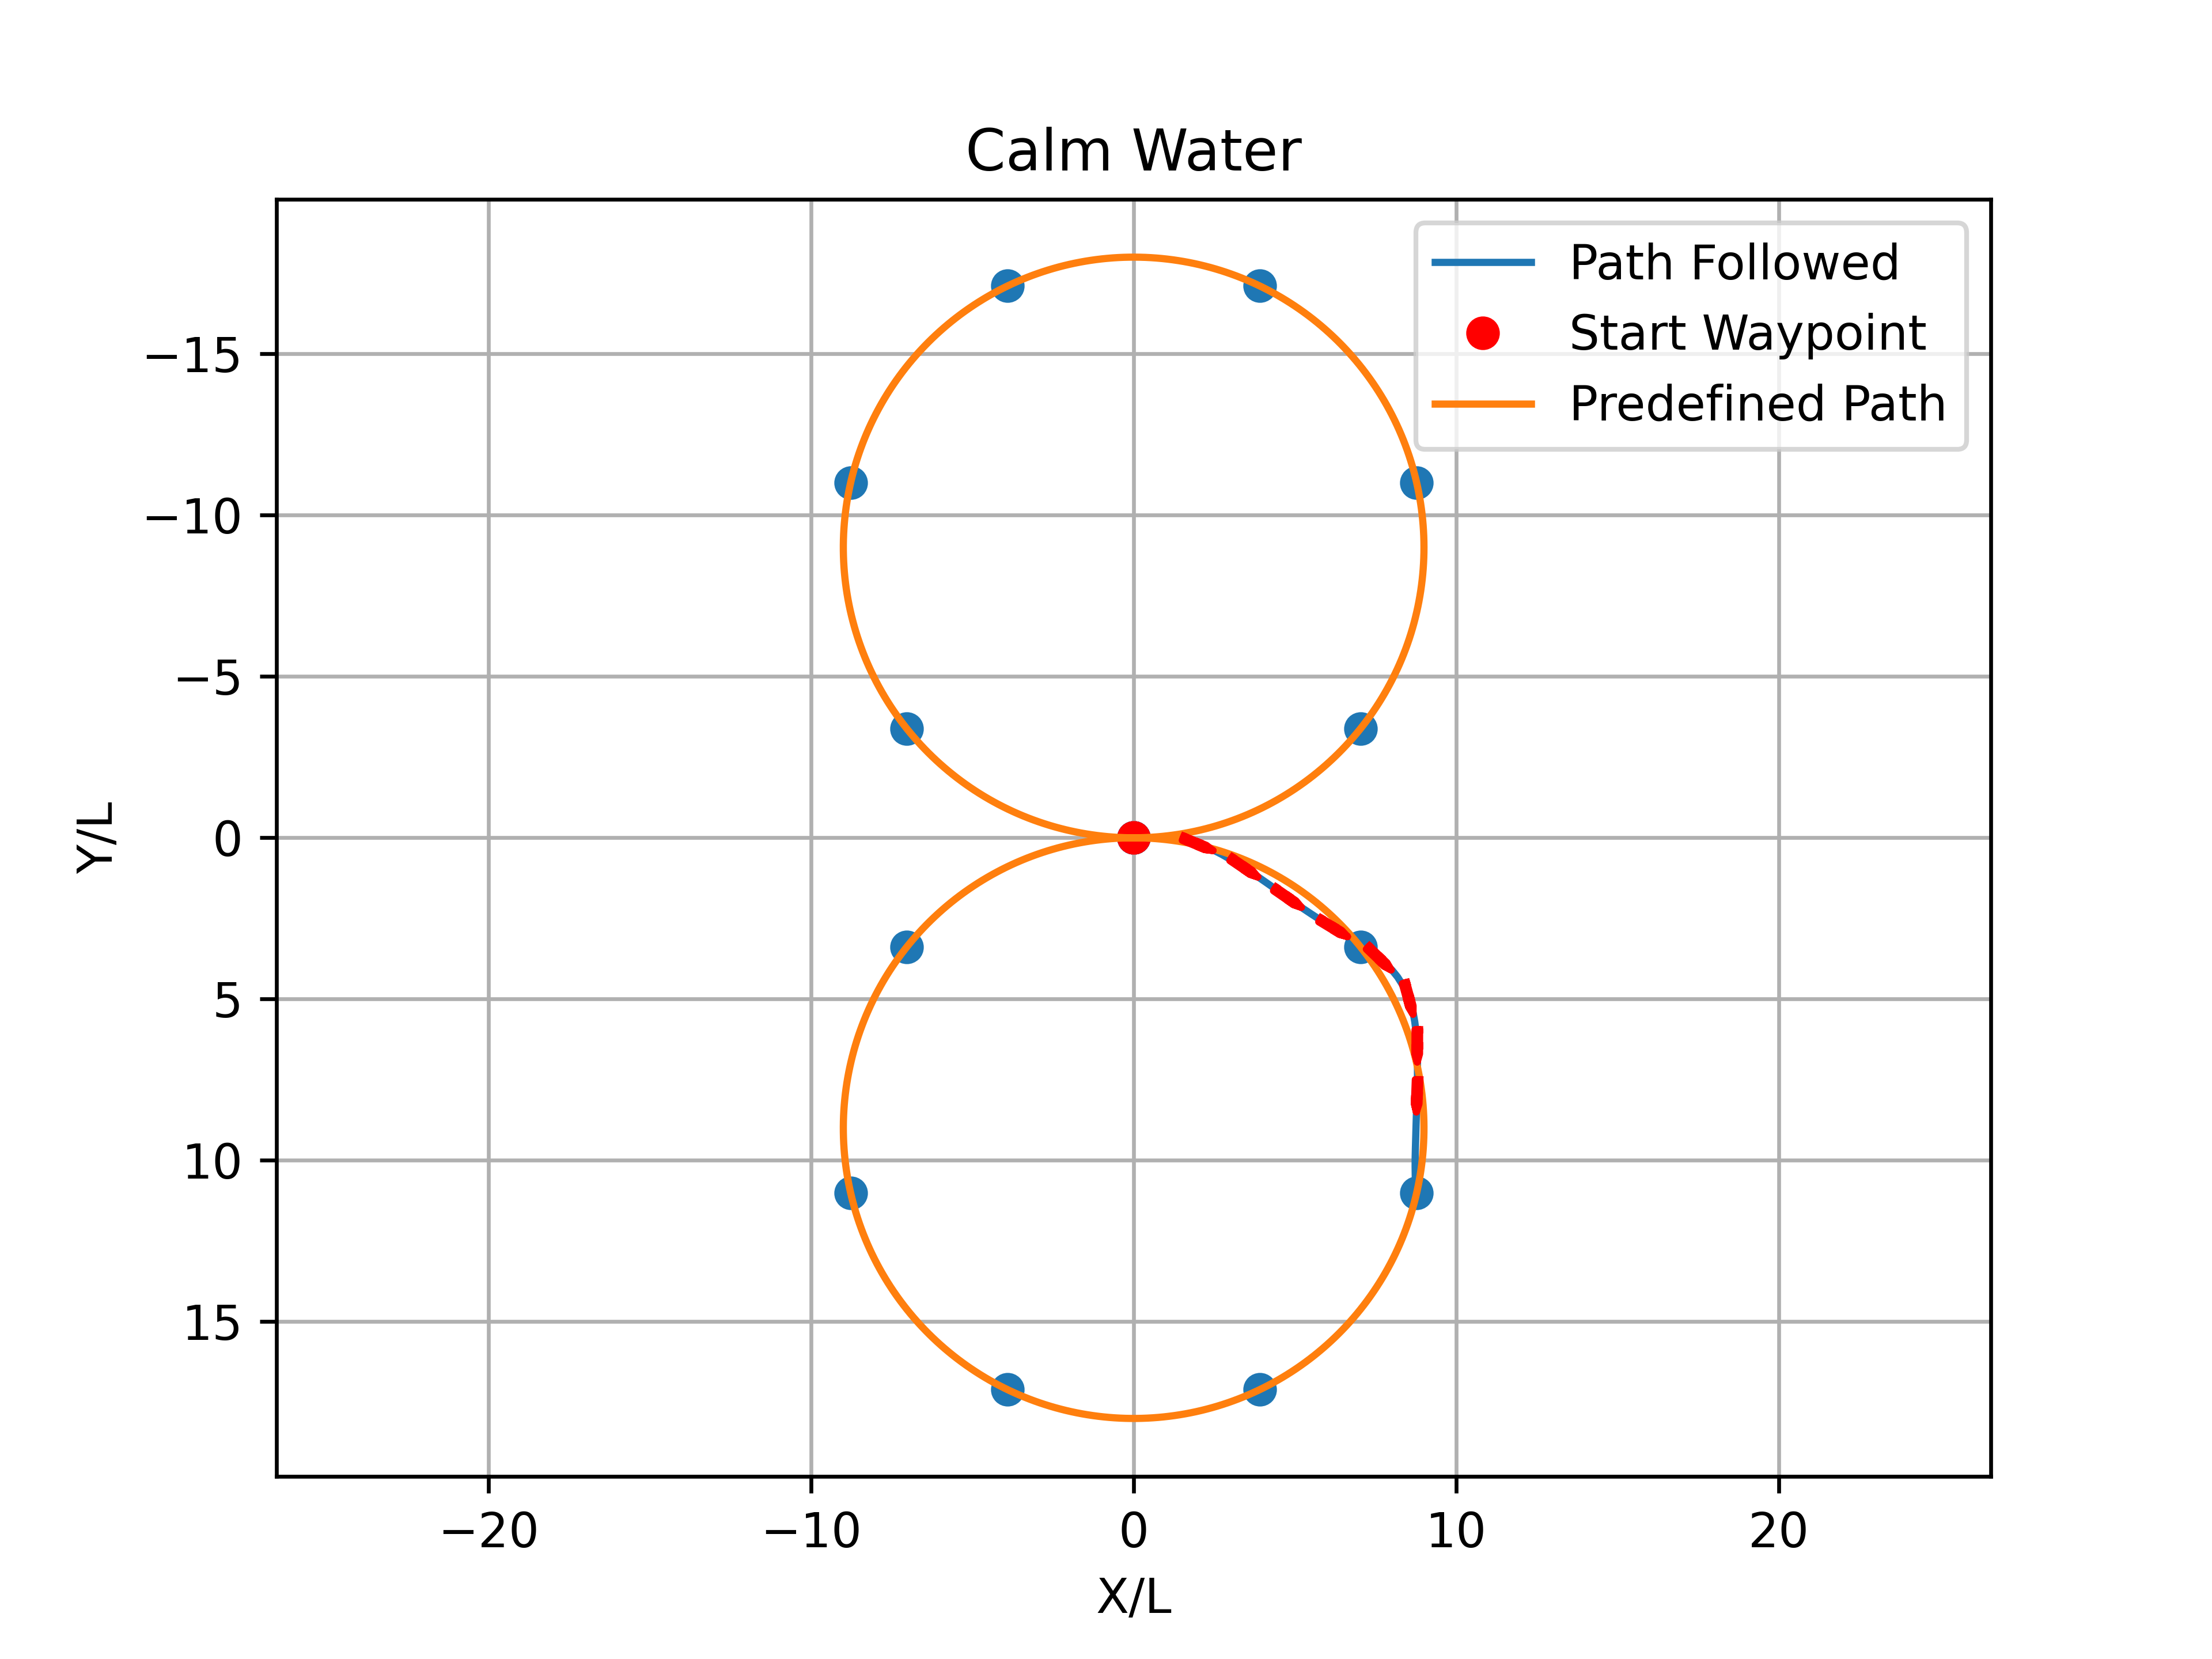 Calm Water
Path Followed
Start Waypoint
Predefined Path
−15
−10
−5
0
5
10
15
Y/L
−20
−10
0
10
20
X/L